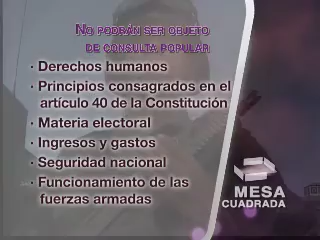 No podrán ser objeto
de consulta popular
· Derechos humanos
· Principios consagrados en el
artículo 40 de la Constitución
· Materia electoral
· Ingresos y gastos
· Seguridad nacional
· Funcionamiento de las
fuerzas armadas
MESA
CUADRADA